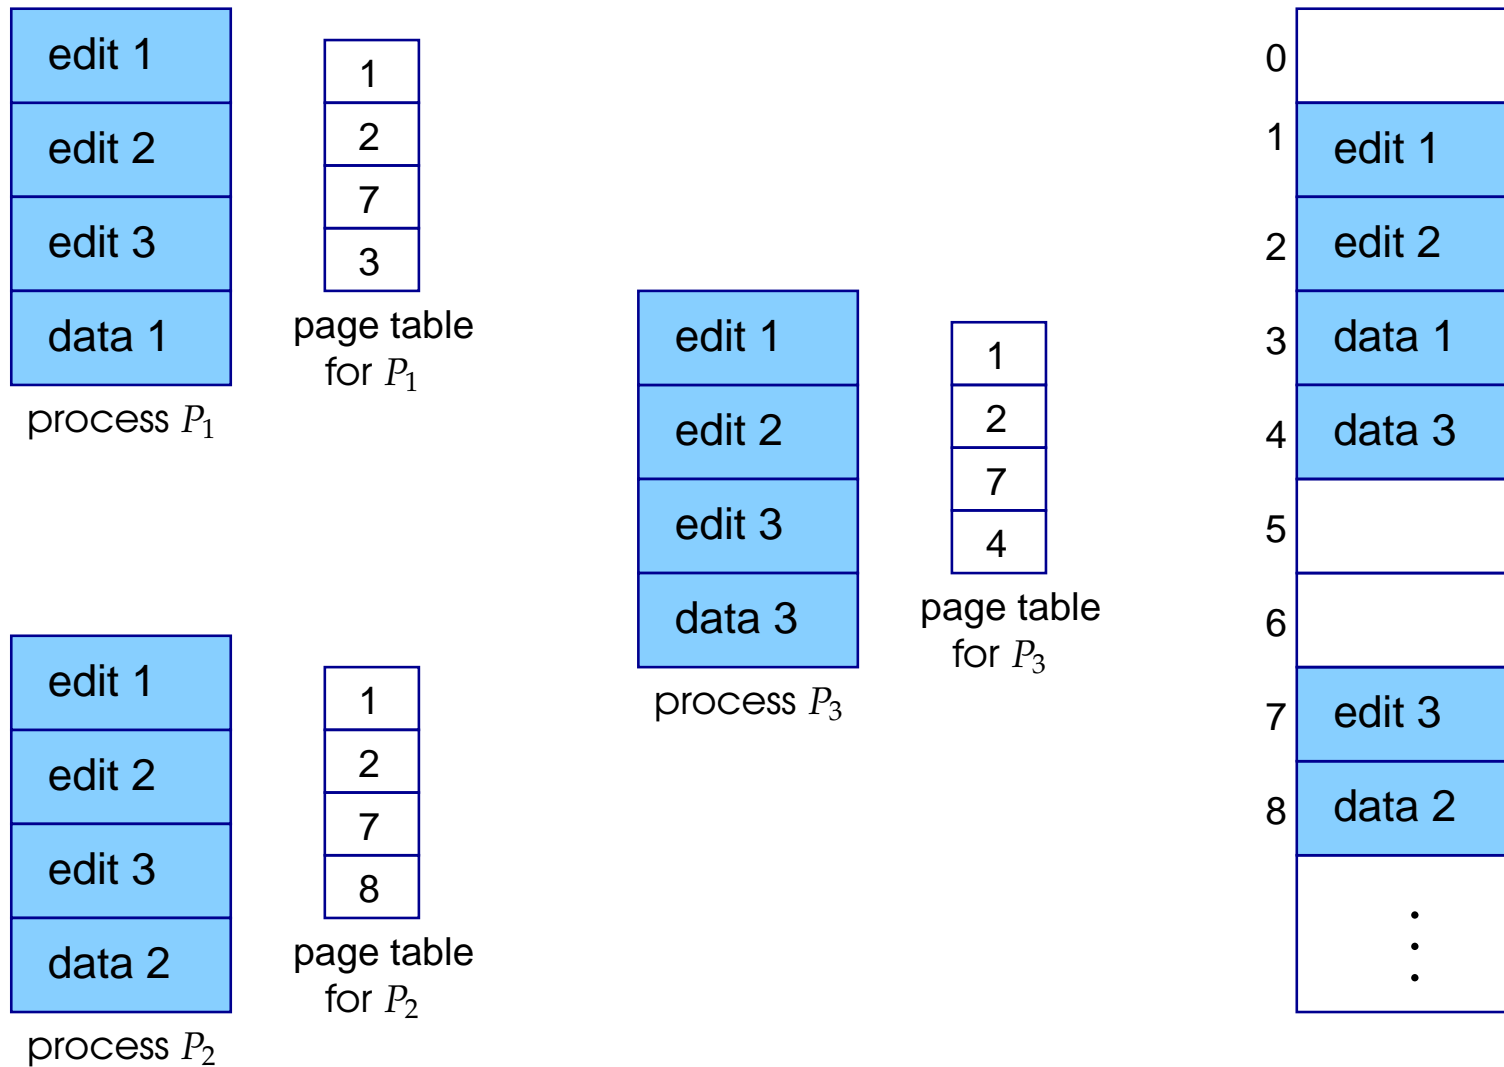 edit 1
edit 2
edit 3
data 1
process P1
1
2
7
3
page table
for P1
edit 1
edit 2
edit 3
data 2
process P2
1
2
7
8
page table
for P2
edit 1
edit 2
edit 3
data 3
process P3
1
2
7
4
page table
for P3
0
1 edit 1
2 edit 2
3 data 1
4 data 3
5
6
7 edit 3
8 data 2